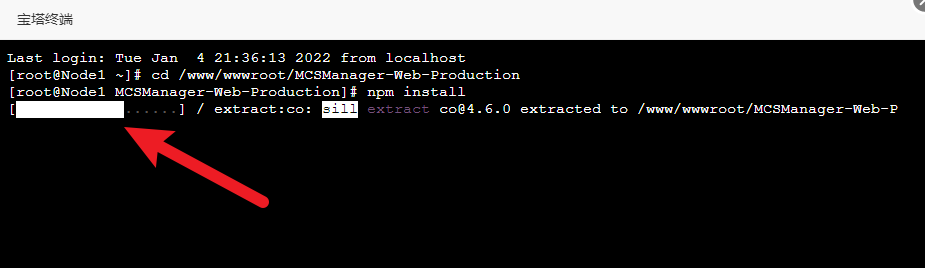 宝塔终端
Last login: Tue Jan  4 21:36:13 2022 from localhost
[root@Node1 ~]# cd /www/wwwroot/MCSManager-Web-Production
[root@Node1 MCSManager-Web-Production]# npm install
[            ......] / extract:co: sill extract co@4.6.0 extracted to /www/wwwroot/MCSManager-Web-P